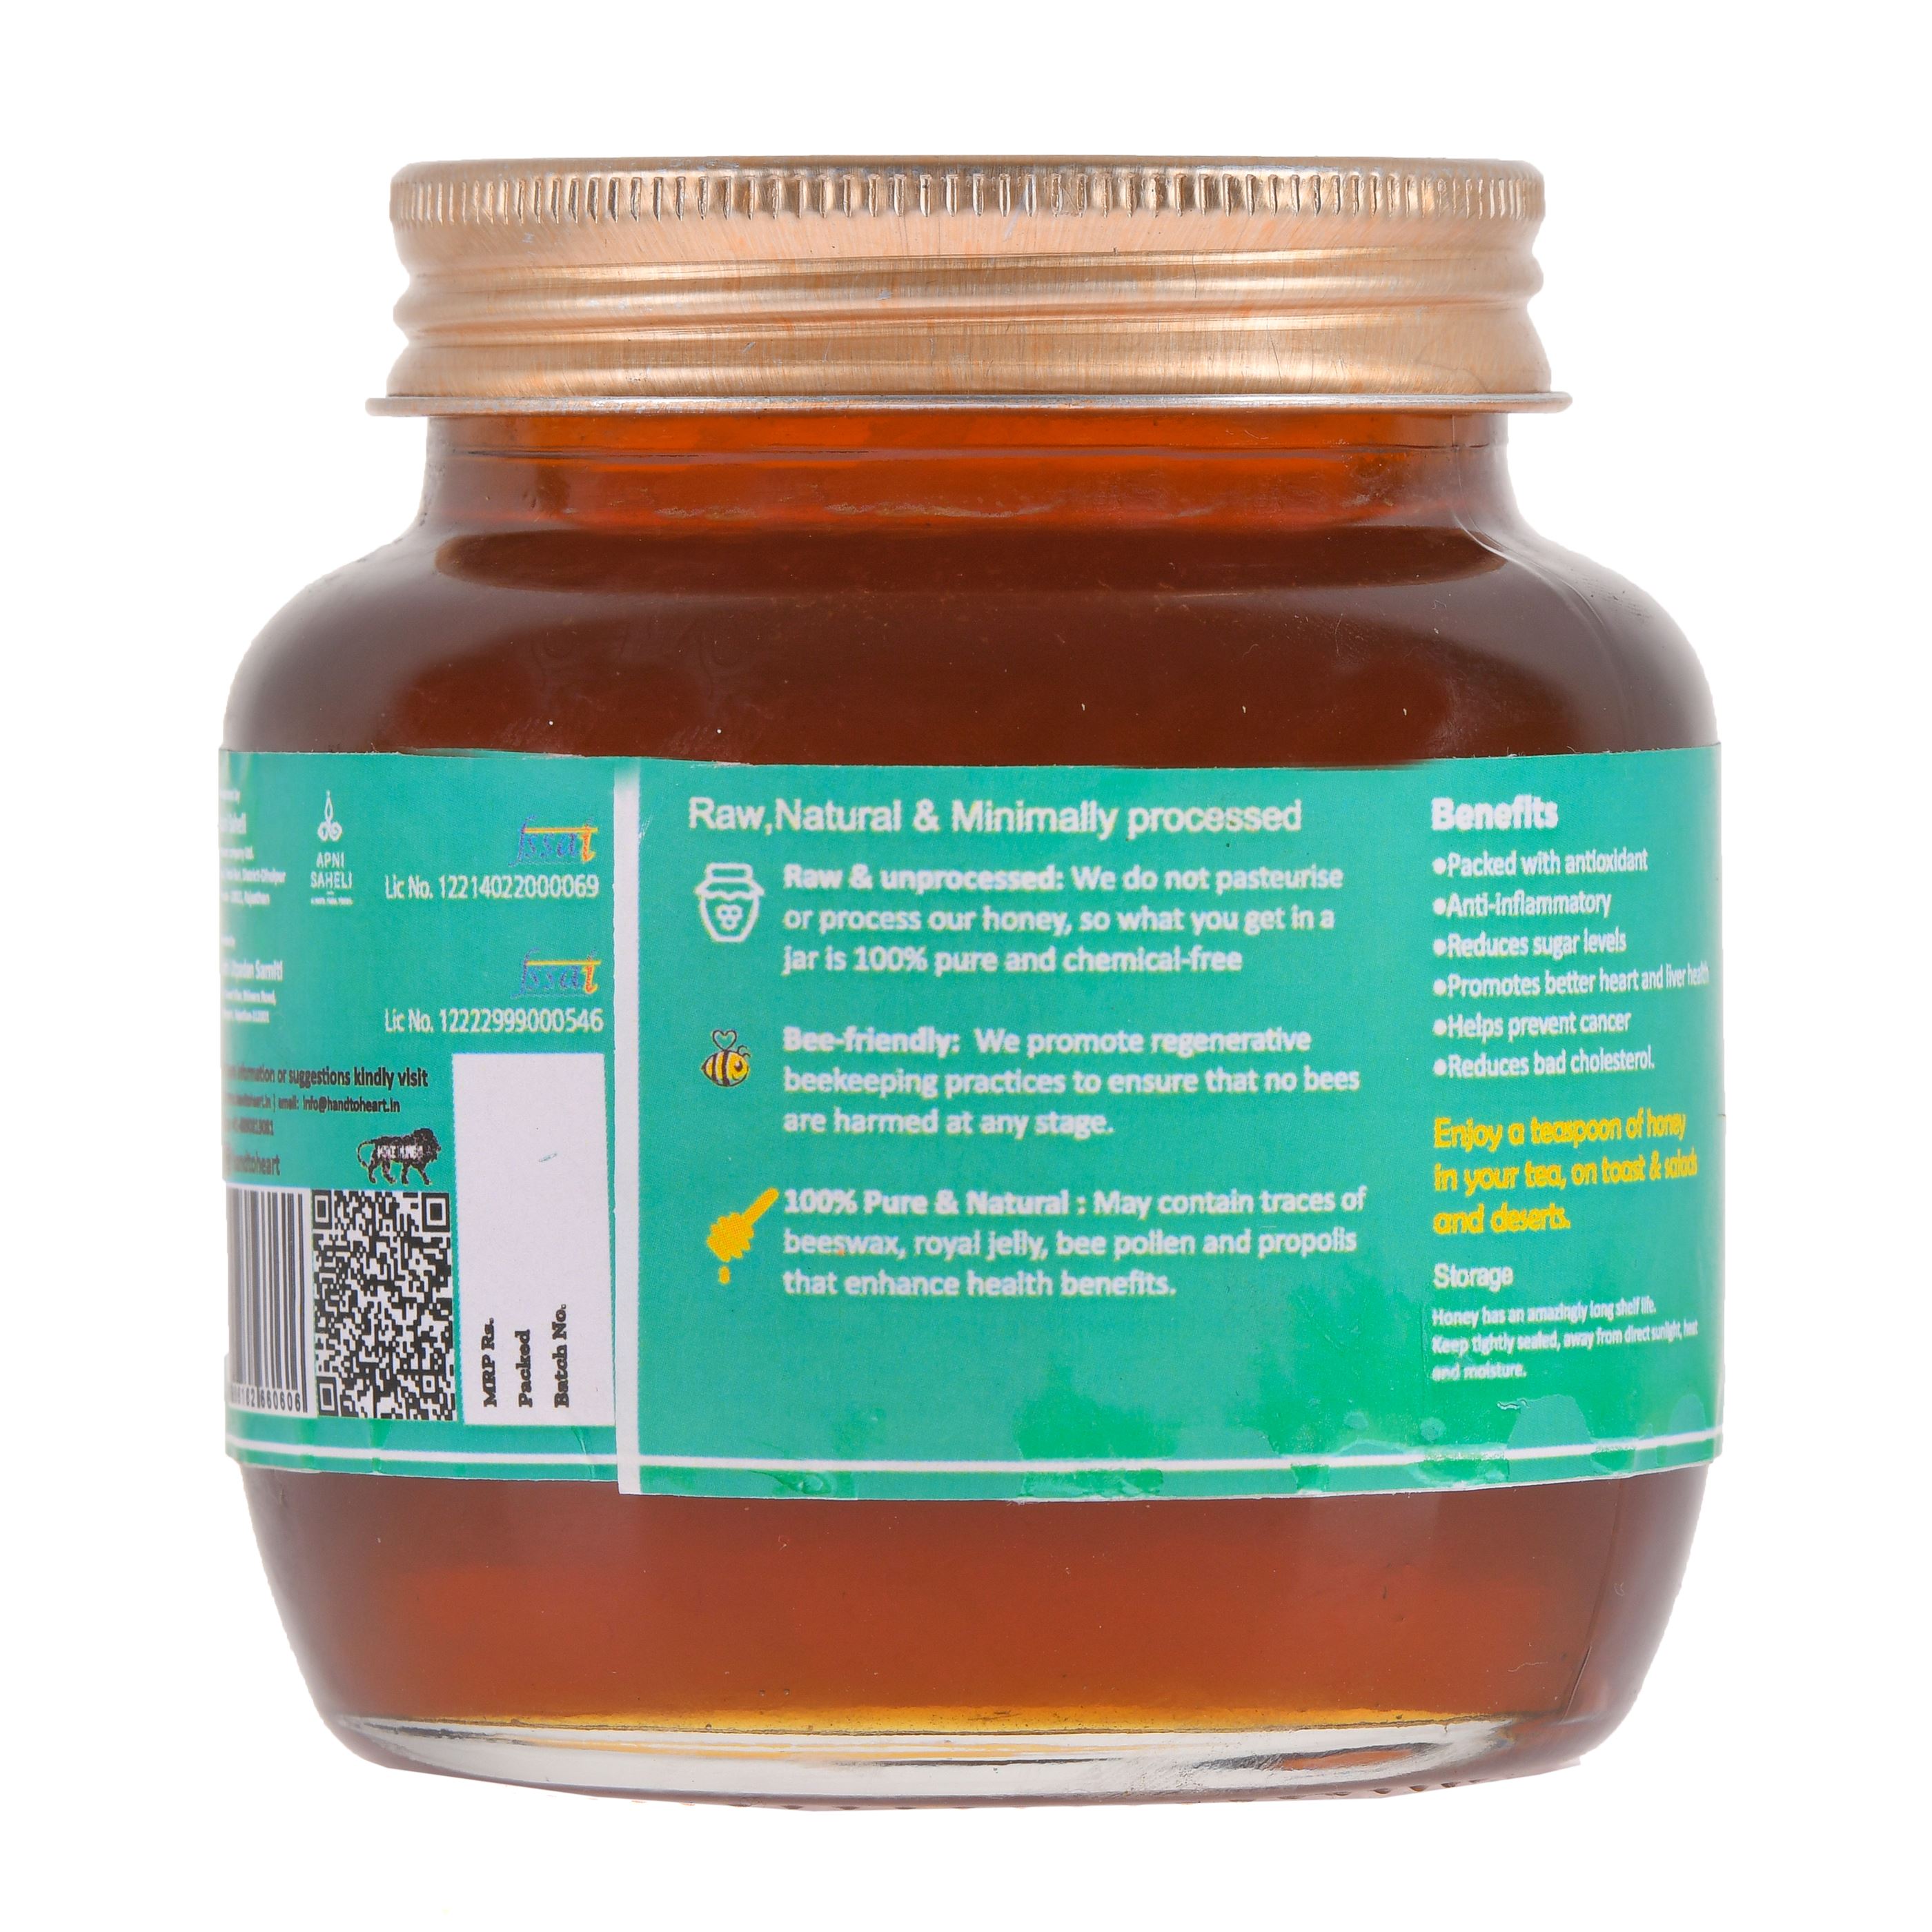 APNI
SAHELI
fssai
Lic No. 12214022000069
fssai
Lic No. 12222999000546
or suggestions kindly visit
email: info@handtoheart.in
MRP Rs.
Packed
Batch No.
Raw,Natural & Minimally processed
Raw & unprocessed: We do not pasteurise
or process our honey, so what you get in a
jar is 100% pure and chemical-free
Bee-friendly: We promote regenerative
beekeeping practices to ensure that no bees
are harmed at any stage.
100% Pure & Natural : May contain traces of
beeswax, royal jelly, bee pollen and propolis
that enhance health benefits.
Benefits
●Packed with antioxidant
●Anti-inflammatory
●Reduces sugar levels
●Promotes better heart and liver health
●Helps prevent cancer
●Reduces bad cholesterol.
Enjoy a teaspoon of honey
in your tea, on toast & salads
and deserts.
Storage
Honey has an amazingly long shelf life.
Keep tightly sealed, away from direct sunlight, heat
and moisture.